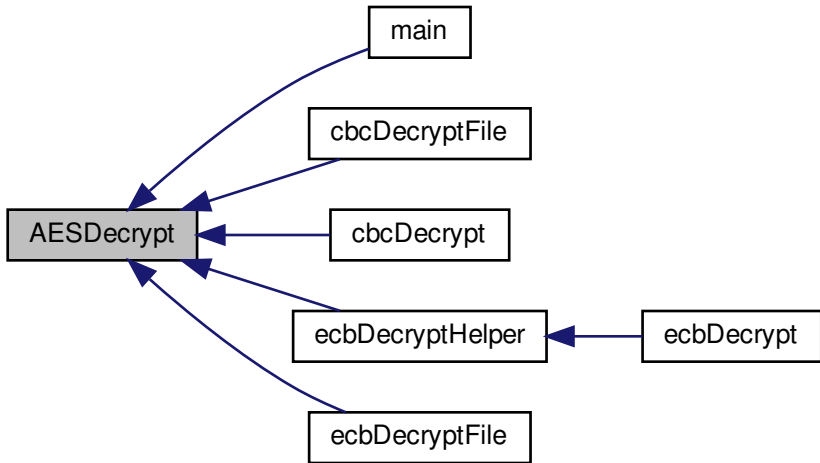 main
cbcDecryptFile
AESDecrypt
cbcDecrypt
ecbDecryptHelper
ecbDecrypt
ecbDecryptFile